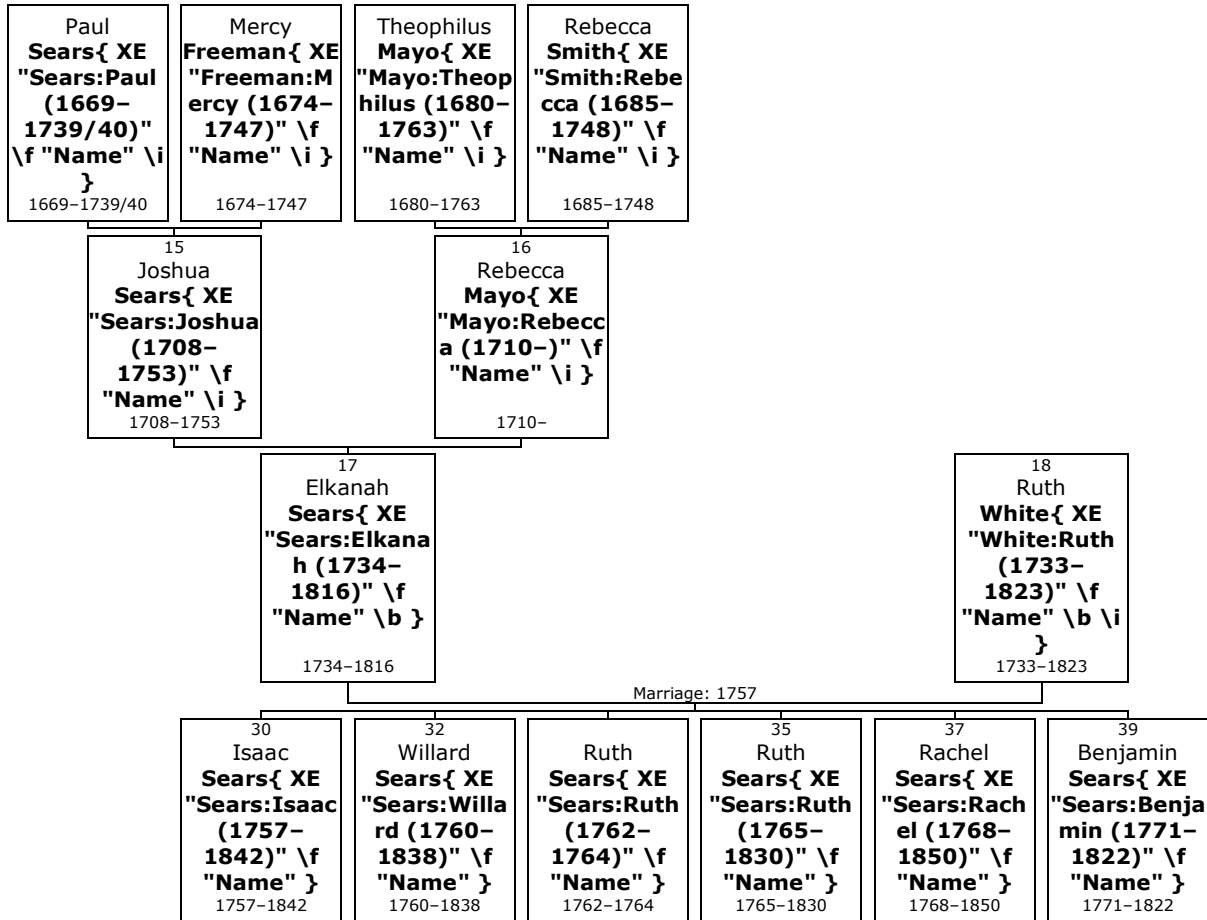 Paul
Sears{ XE
"Sears:Paul
(1669–
1739/40)"
\f "Name" \i
}
1669–1739/40
Mercy
Freeman{ XE
"Freeman:M
ercy (1674–
1747)" \f
"Name" \i }
1674–1747
Theophilus
Mayo{ XE
"Mayo:Theop
hilus (1680–
1763)" \f
"Name" \i }
1680–1763
Rebecca
Smith{ XE
"Smith:Rebe
cca (1685–
1748)" \f
"Name" \i }
1685–1748
15
Joshua
Sears{ XE
"Sears:Joshua
(1708–
1753)" \f
"Name" \i }
1708–1753
16
Rebecca
Mayo{ XE
"Mayo:Rebecc
a (1710–)" \f
"Name" \i }
1710–
17
Elkanah
Sears{ XE
"Sears:Elkana
h (1734–
1816)" \f
"Name" \b }
1734–1816
18
Ruth
White{ XE
"White:Ruth
(1733–
1823)" \f
"Name" \b \i
}
1733–1823
Marriage: 1757
30
Isaac
Sears{ XE
"Sears:Isaac
(1757–
1842)" \f
"Name" }
1757–1842
32
Willard
Sears{ XE
"Sears:Willa
rd (1760–
1838)" \f
"Name" }
1760–1838
Ruth
Sears{ XE
"Sears:Ruth
(1762–
1764)" \f
"Name" }
1762–1764
35
Ruth
Sears{ XE
"Sears:Ruth
(1765–
1830)" \f
"Name" }
1765–1830
37
Rachel
Sears{ XE
"Sears:Rach
el (1768–
1850)" \f
"Name" }
1768–1850
39
Benjamin
Sears{ XE
"Sears:Benja
min (1771–
1822)" \f
"Name" }
1771–1822